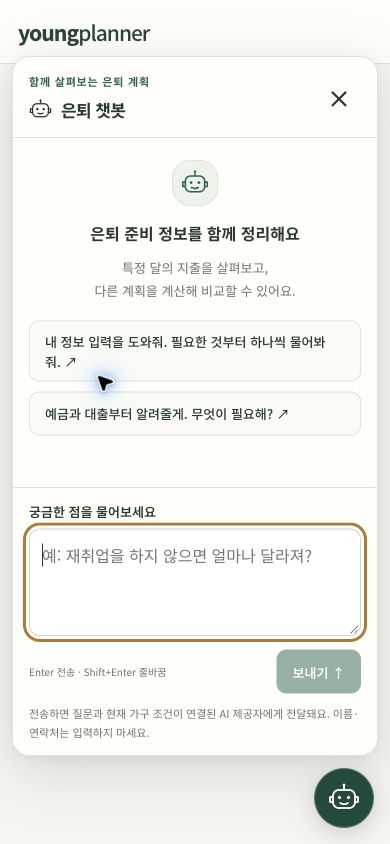 youngplanner
함께 살펴보는 은퇴 계획
은퇴 챗봇
은퇴 준비 정보를 함께 정리해요
특정 달의 지출을 살펴보고,
다른 계획을 계산해 비교할 수 있어요.
내 정보 입력을 도와줘. 필요한 것부터 하나씩 물어봐
줘. ↗
예금과 대출부터 알려줄게. 무엇이 필요해? ↗
궁금한 점을 물어보세요
예: 재취업을 하지 않으면 얼마나 달라져?
Enter 전송 · Shift+Enter 줄바꿈
보내기 ↑
전송하면 질문과 현재 가구 조건이 연결된 AI 제공자에게 전달돼요. 이름·
연락처는 입력하지 마세요.